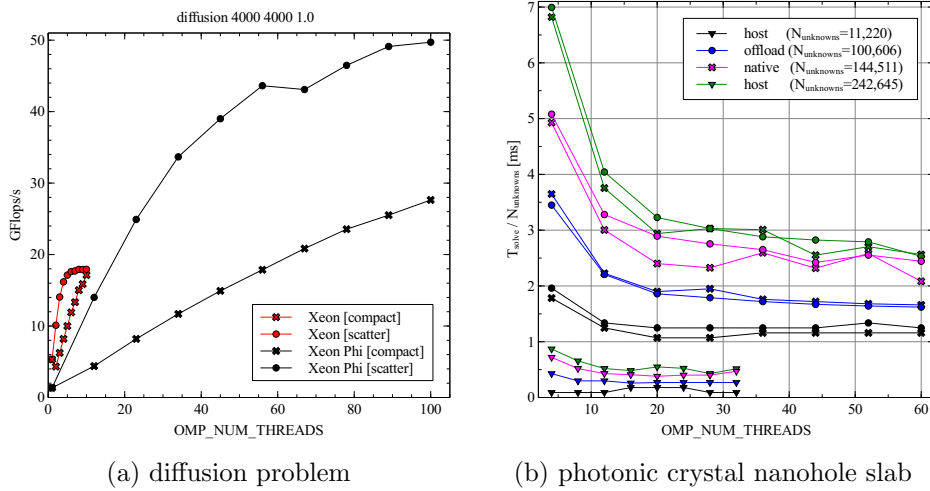 diffusion 4000 4000 1.0
50
40
30
20
10
0
GFlops/s
Xeon [compact]
Xeon [scatter]
Xeon Phi [compact]
Xeon Phi [scatter]
0 20 40 60 80 100
OMP_NUM_THREADS
(a) diffusion problem
7
6
5
4
3
2
1
0
T_solve / N_unknowns [ms]
host (N_unknowns=11,220)
offload (N_unknowns=100,606)
native (N_unknowns=144,511)
host (N_unknowns=242,645)
10 20 30 40 50 60
OMP_NUM_THREADS
(b) photonic crystal nanohole slab